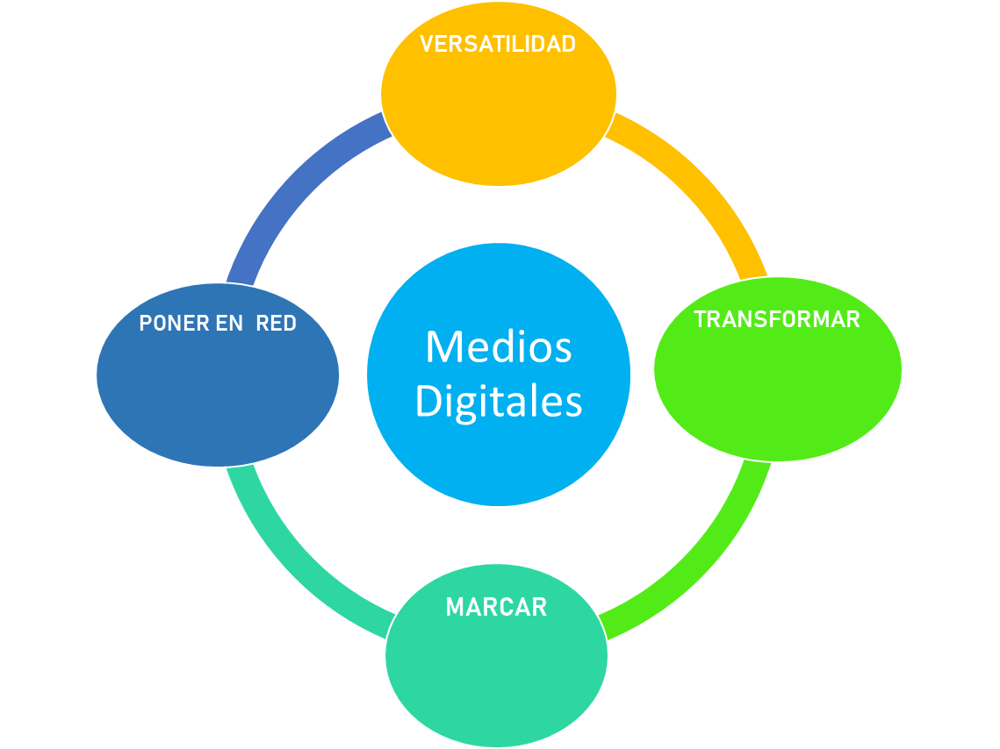 VERSATILIDAD
PONER EN  RED
TRANSFORMAR
Medios
Digitales
MARCAR